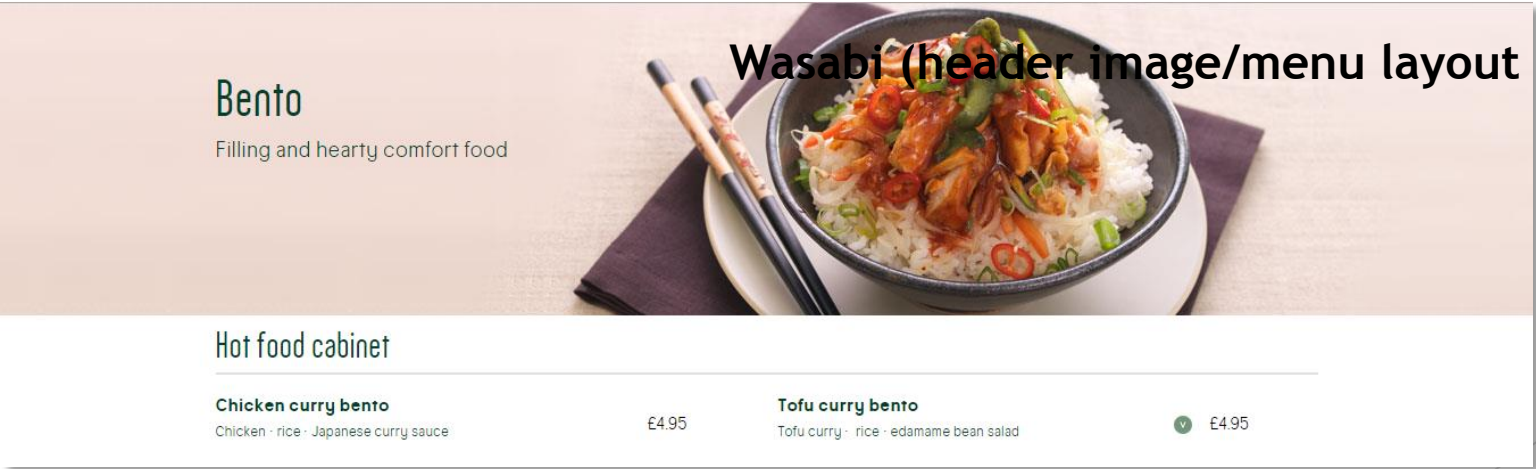 Wasabi (header image/menu layout
Bento
Filling and hearty comfort food
Hot food cabinet
Chicken curry bento
Chicken · rice · Japanese curry sauce
£4.95
Tofu curry bento
Tofu curry · rice · edamame bean salad
V £4.95